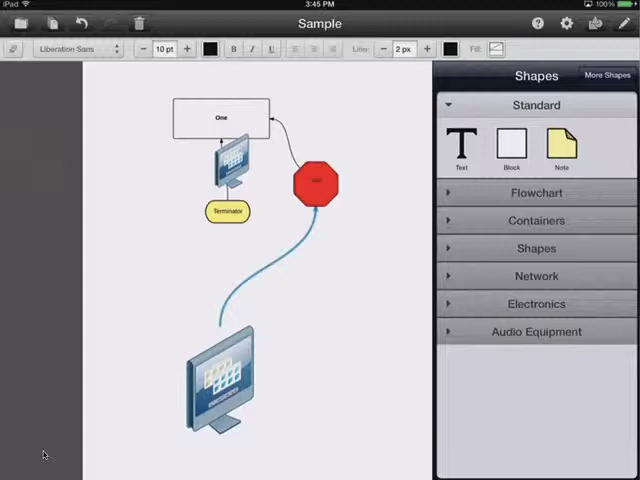 iPad
3:45 PM
100%
Sample
Liberation Sans
10 pt
B
I
U
Line:
2 px
Fill:
Shapes
More Shapes
Standard
T
Text
Block
Note
Flowchart
Containers
Shapes
Network
Electronics
Audio Equipment
One
Terminator